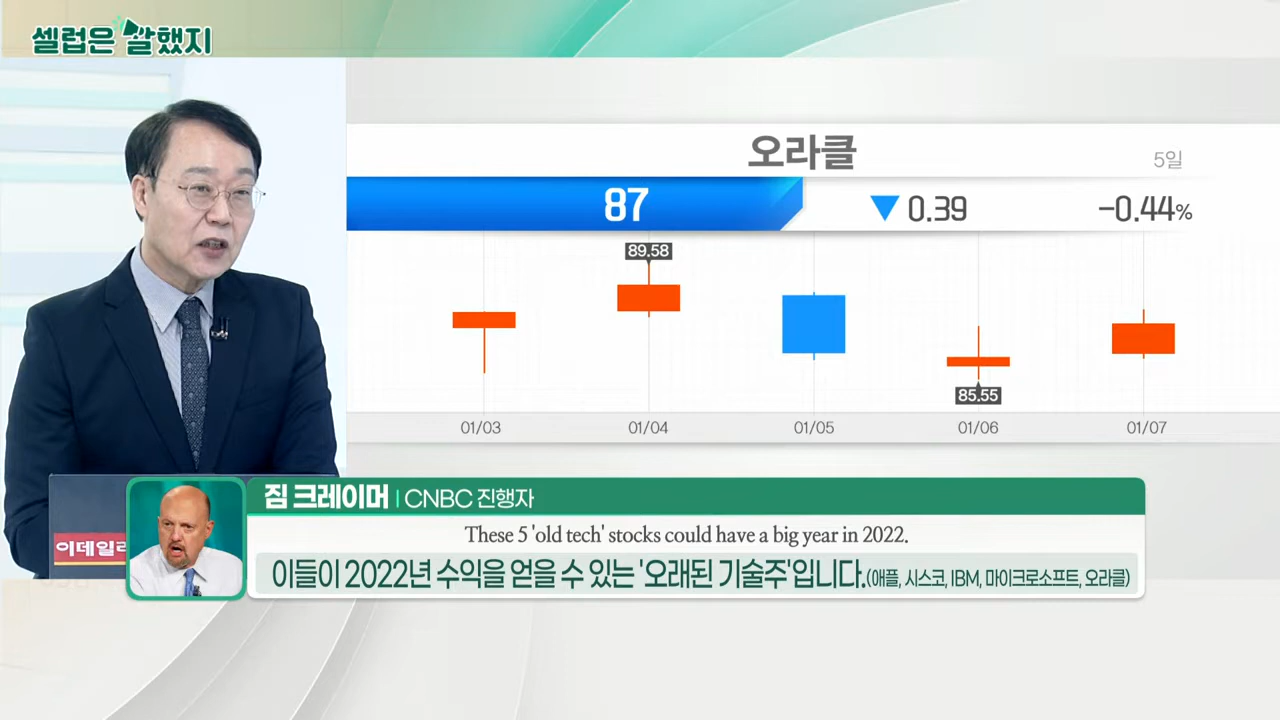 셀럽은 말했지
오라클
5일
87
▼ 0.39
-0.44%
89.58
85.55
01/03
01/04
01/05
01/06
01/07
이데일리
짐 크레이머 | CNBC 진행자
These 5 'old tech' stocks could have a big year in 2022.
이들이 2022년 수익을 얻을 수 있는 '오래된 기술주'입니다.(애플, 시스코, IBM, 마이크로소프트, 오라클)